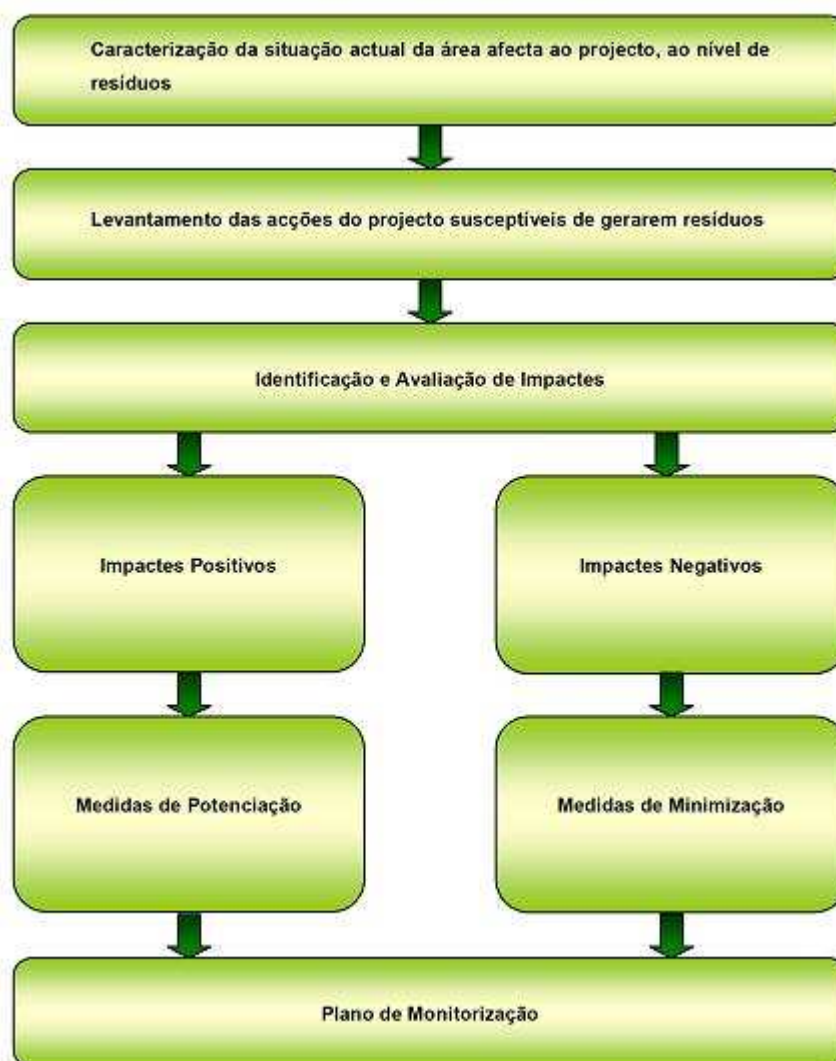 Caracterização da situação actual da área afecta ao projecto, ao nível de
resíduos
Levantamento das acções do projecto susceptíveis de gerarem resíduos
Identificação e Avaliação de Impactes
Impactes Positivos
Impactes Negativos
Medidas de Potenciação
Medidas de Minimização
Plano de Monitorização